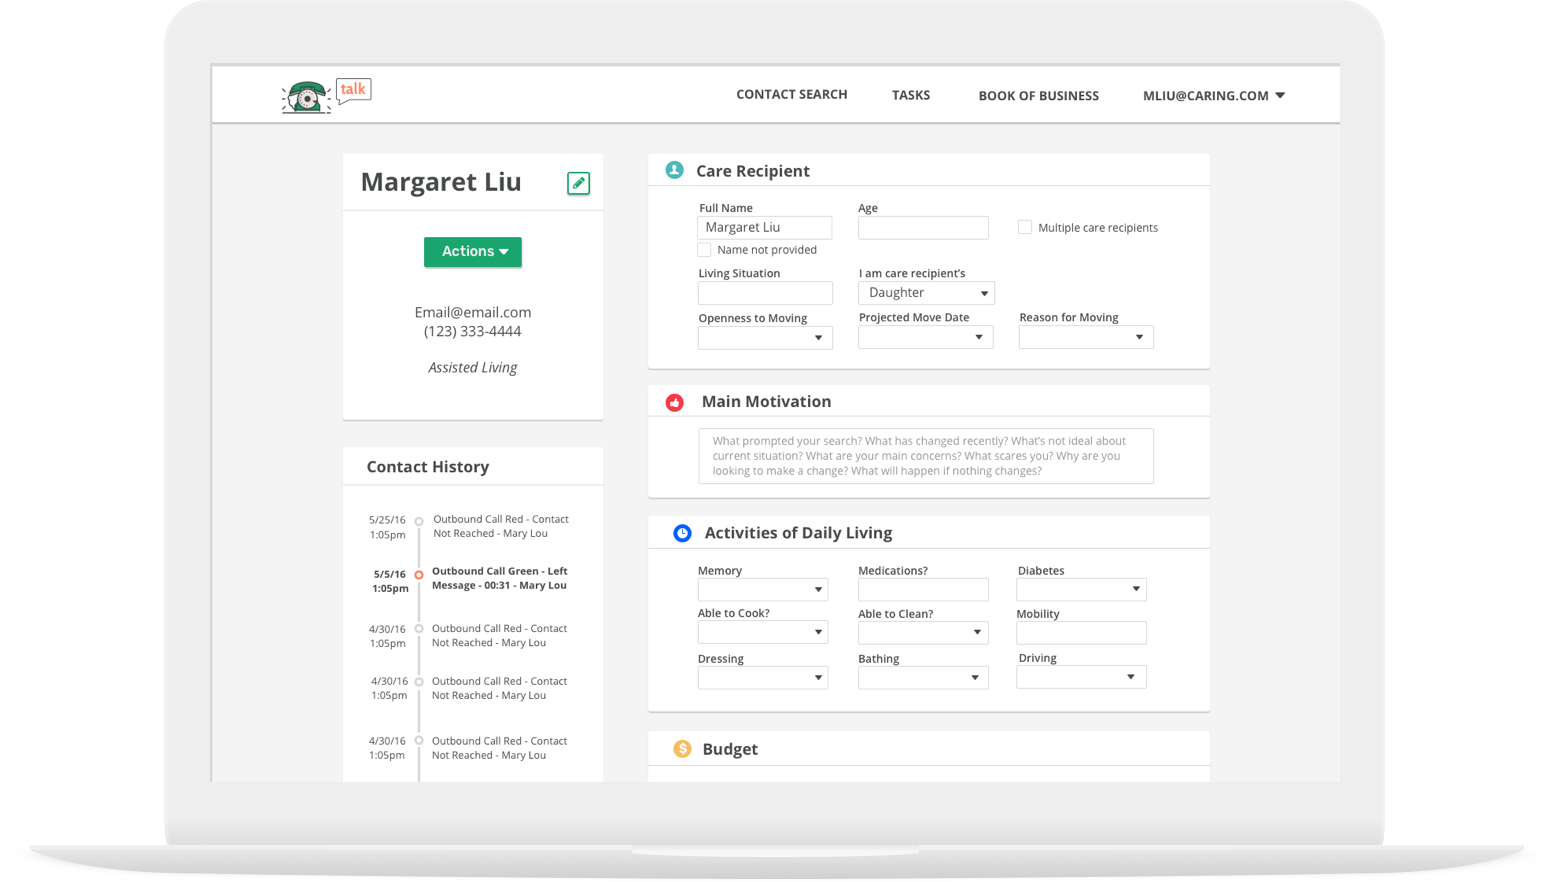 talk
CONTACT SEARCH
TASKS
BOOK OF BUSINESS
MLIU@CARING.COM
Margaret Liu
Actions
Email@email.com
(123) 333-4444
Assisted Living
Contact History
5/25/16
1:05pm
Outbound Call Red - Contact
Not Reached - Mary Lou
5/5/16
1:05pm
Outbound Call Green - Left
Message - 00:31 - Mary Lou
4/30/16
1:05pm
Outbound Call Red - Contact
Not Reached - Mary Lou
4/30/16
1:05pm
Outbound Call Red - Contact
Not Reached - Mary Lou
4/30/16
1:05pm
Outbound Call Red - Contact
Not Reached - Mary Lou
Care Recipient
Full Name
Margaret Liu
Name not provided
Age
Multiple care recipients
Living Situation
I am care recipient's
Daughter
Openness to Moving
Projected Move Date
Reason for Moving
Main Motivation
What prompted your search? What has changed recently? What's not ideal about
current situation? What are your main concerns? What scares you? Why are you
looking to make a change? What will happen if nothing changes?
Activities of Daily Living
Memory
Medications?
Diabetes
Able to Cook?
Able to Clean?
Mobility
Dressing
Bathing
Driving
$
Budget